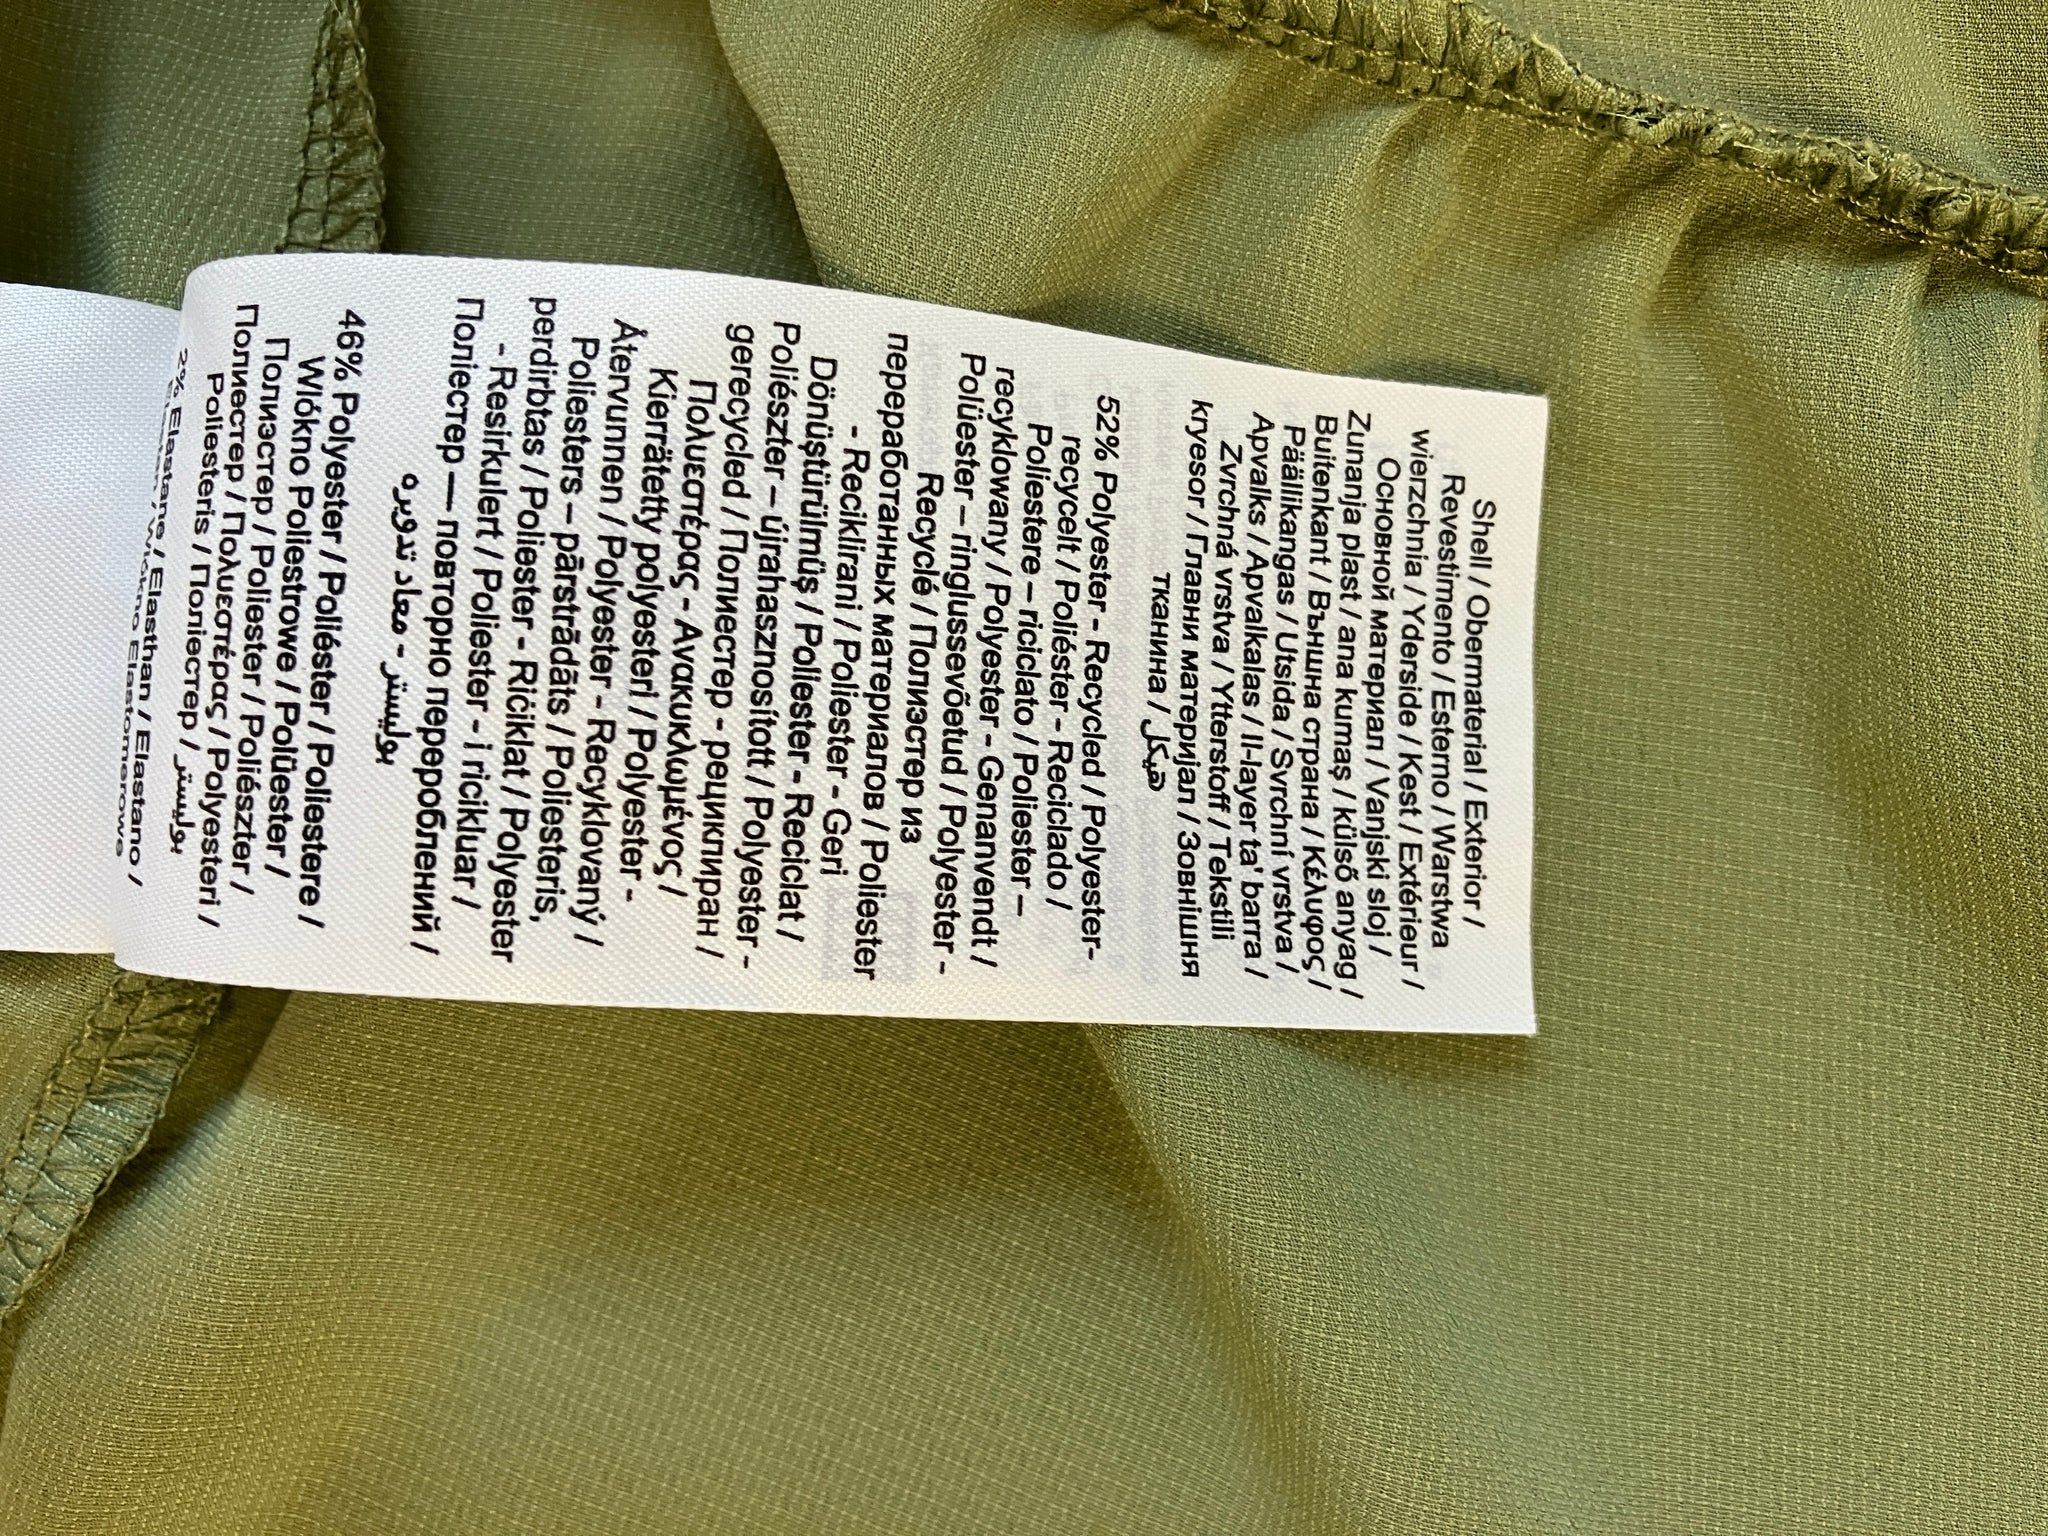 Shell / Obermaterial / Exterior /
Revestimento / Esterno / Warstwa
wierzchnia / Yderside / Kest / Extérieur /
Основной материал / Vanjski sloj /
Zunanja plast / ana kumaş / külső anyag /
Buitenkant / Външна страна / Κέλυφος /
Päällikangas / Utsida / Svrchní vrstva /
Apvalks / Apvalkalas / Il-layer ta' barra /
Zvrchná vrstva / Ytterstoff / Tekstili
kryesor / Главни материјал / Зовнішня
тканина / هيكل
52% Polyester - Recycled / Polyester-
recycelt / Poliéster - Reciclado /
Poliestere – riciclato / Poliester –
recyklowany / Polyester - Genanvendt /
Polüester – ringlussevõetud / Polyester -
Recyclé / Полиэстер из
переработанных материалов / Poliester
- Reciklirani / Poliester - Geri
Dönüştürülmüş / Poliester - Reciclat /
Poliészter – újrahasznosított / Polyester -
gerecycled / Полиестер - рециклиран /
Πολυεστέρας - Ανακυκλωμένος /
Kierrätetty polyesteri / Polyester -
Återvunnen / Polyester - Recyklovaný /
Poliesters – pārstrādāts / Poliesteris,
perdirbtas / Poliester - Riċiklat / Polyester
- Resirkulert / Poliester - i ricikluar /
Поліестер — повторно перероблений /
بوليستر - معاد تدويره
46% Polyester / Poliéster / Poliestere /
Włókno Poliestrowe / Polüester /
Полиэстер / Poliester / Poliészter /
Полиестер / Πολυεστέρας / Polyesteri /
Poliesteris / Поліестер / بوليستر
2% Elastane / Elasthan / Elastano /
Włókno Elastomerowe